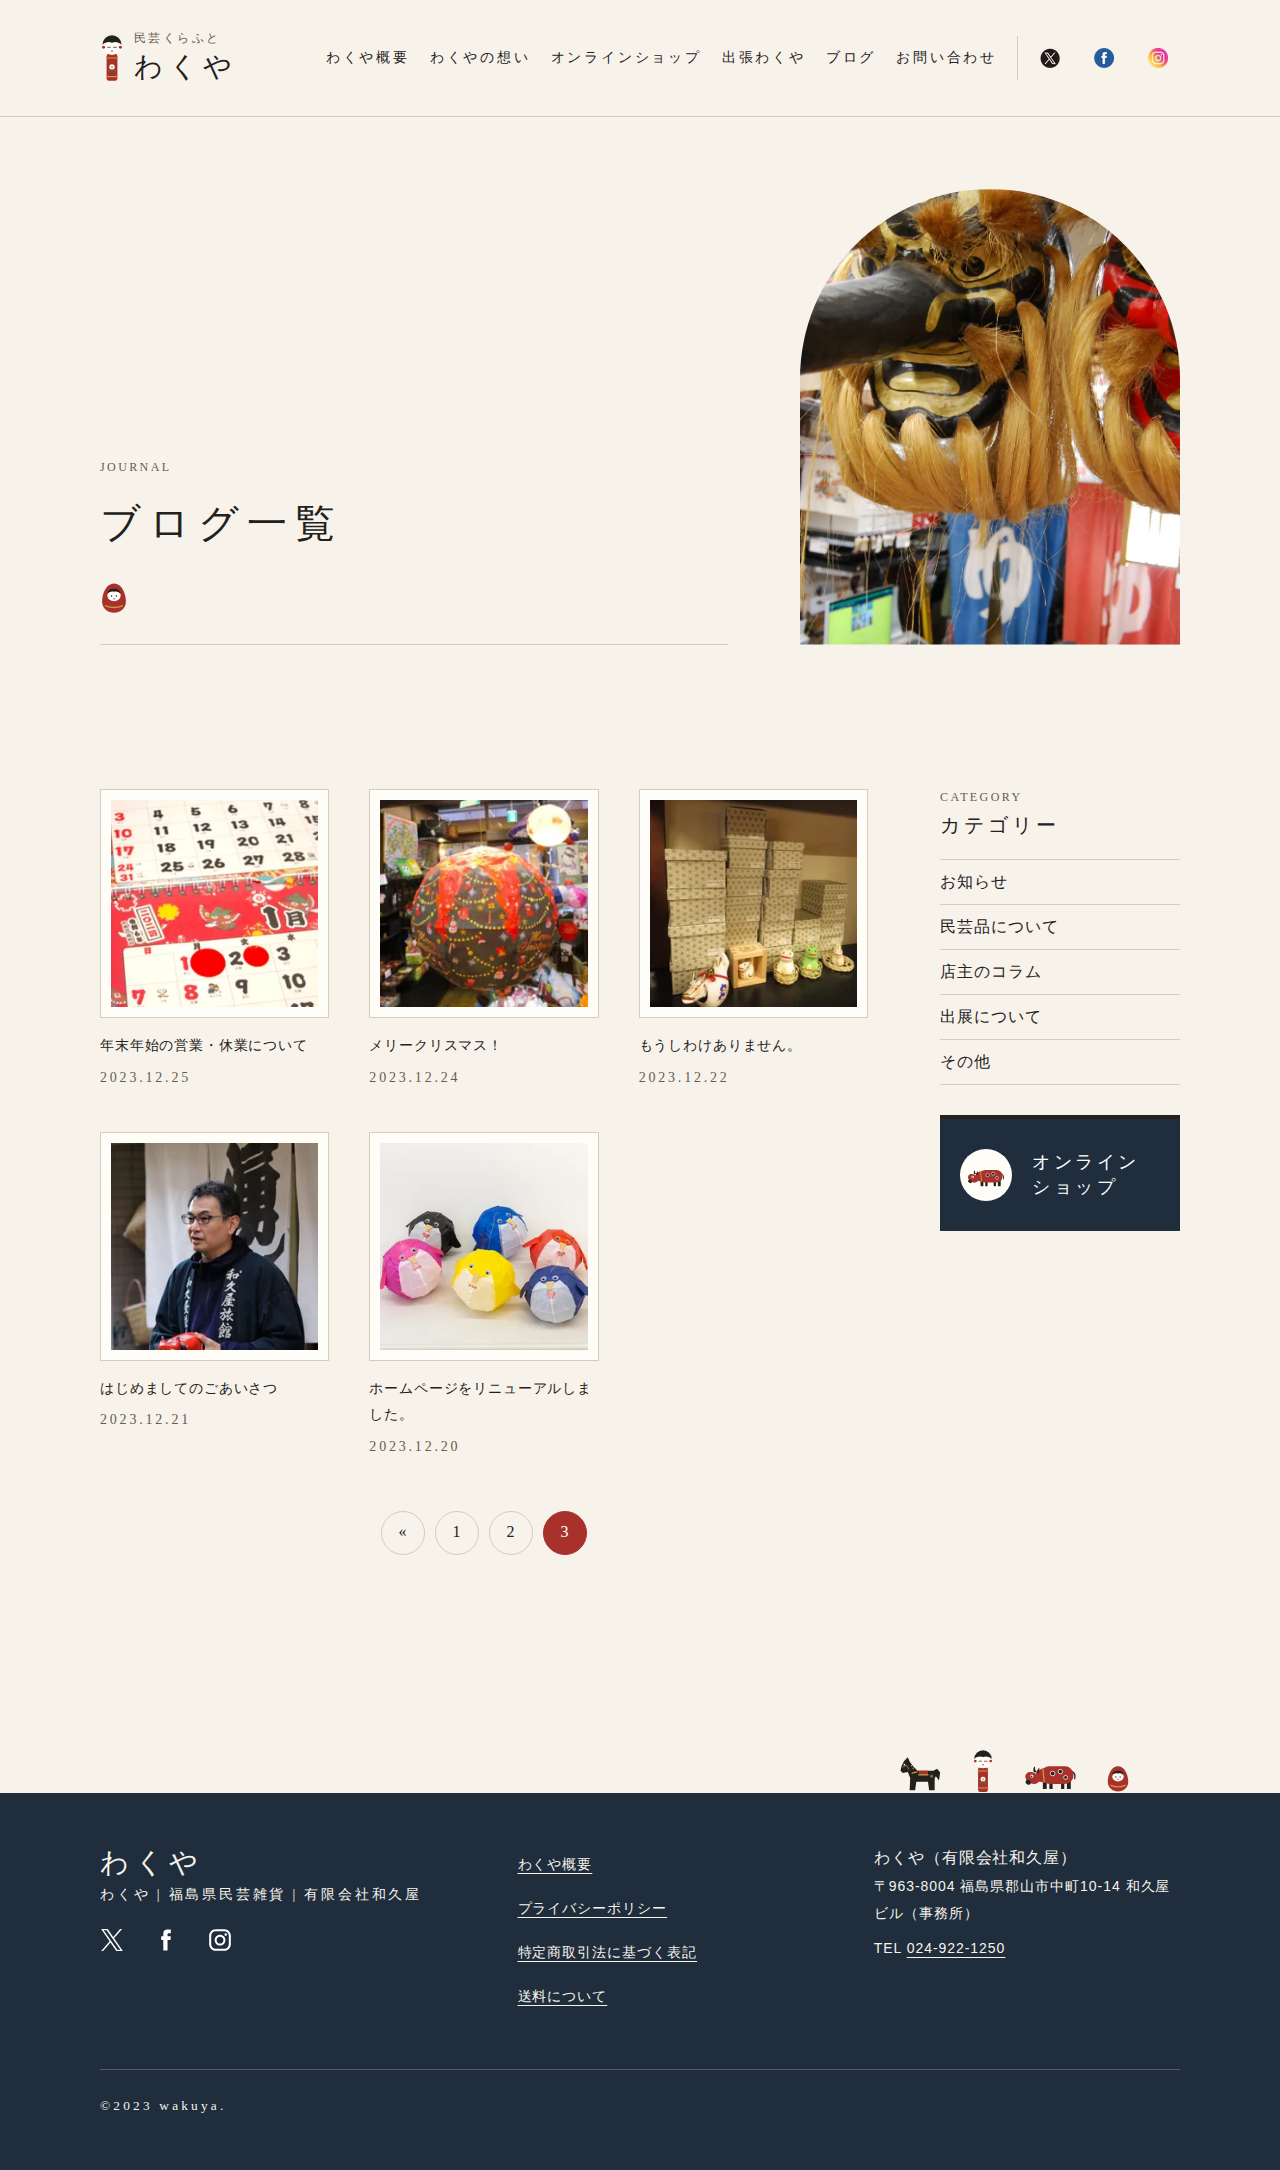 民芸くらふと
わくや
わくや概要 わくやの想い オンラインショップ 出張わくや ブログ お問い合わせ
JOURNAL
ブログ一覧
CATEGORY
カテゴリー
お知らせ
民芸品について
店主のコラム
出展について
その他
オンライン
ショップ
年末年始の営業・休業について
2023.12.25
メリークリスマス！
2023.12.24
もうしわけありません。
2023.12.22
和久屋旅館
はじめましてのごあいさつ
2023.12.21
ホームページをリニューアルしま
した。
2023.12.20
« 1 2 3
わくや
わくや | 福島県民芸雑貨 | 有限会社和久屋
わくや概要
プライバシーポリシー
特定商取引法に基づく表記
送料について
わくや（有限会社和久屋）
〒963-8004 福島県郡山市中町10-14 和久屋
ビル（事務所）
TEL 024-922-1250
©2023 wakuya.